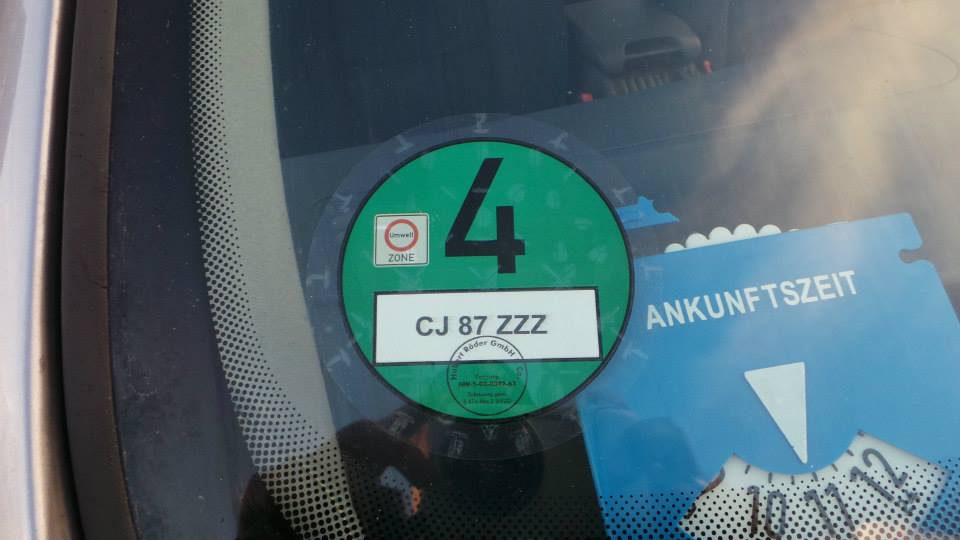 4
Umwelt
ZONE
CJ 87 ZZZ
Hubert Röder GmbH
ANKUNFTSZEIT
10 11 12